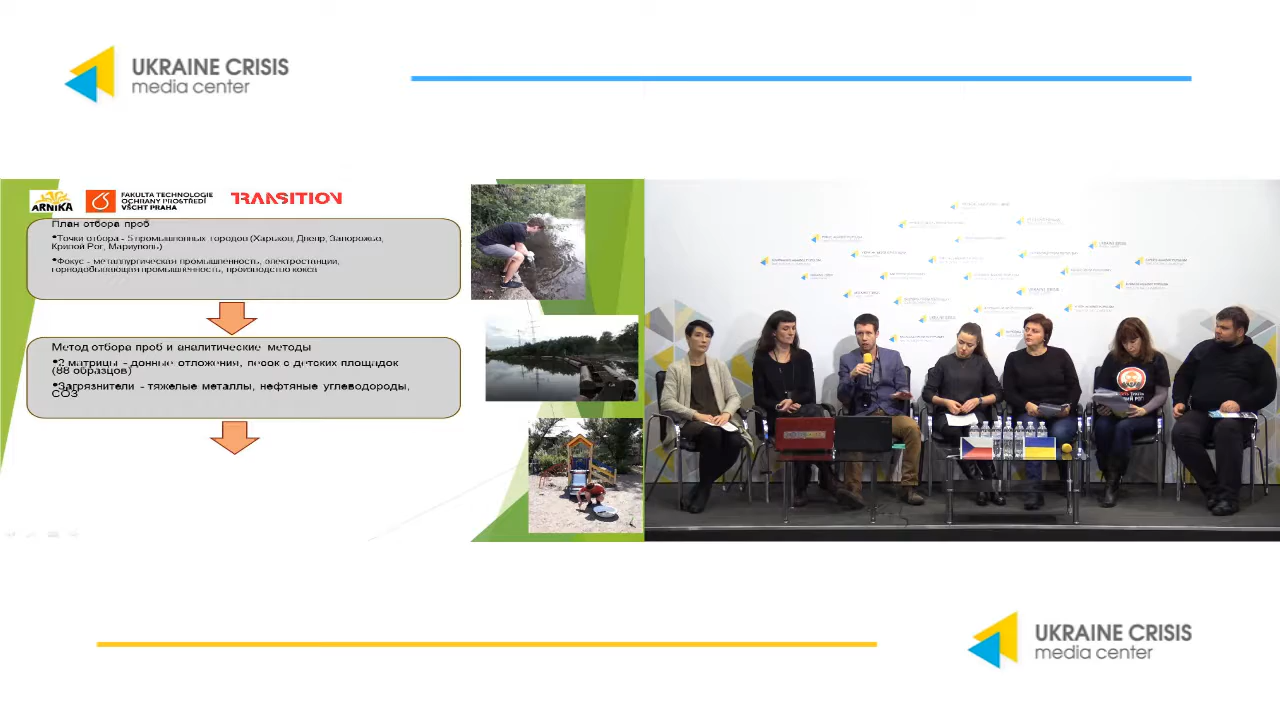 UKRAINE CRISIS
media center
ARNIKA
FAKULTA TECHNOLOGIE
OCHRANY PROSTŘEDÍ
VŠCHT PRAHA
TRANSITION
План отбора проб
•Точки отбора - 5 промышленных городов (Харьков, Днепр, Запорожье,
Кривой Рог, Мариуполь)
•Фокус - металлургическая промышленность, электростанции,
горнодобывающая промышленность, производство кокса
Метод отбора проб и аналитические методы
•2 матрицы - донные отложения, песок с детских площадок
(88 образцов)
•Загрязнители - тяжелые металлы, нефтяные углеводороды,
СОЗ
UKRAINE CRISIS
media center